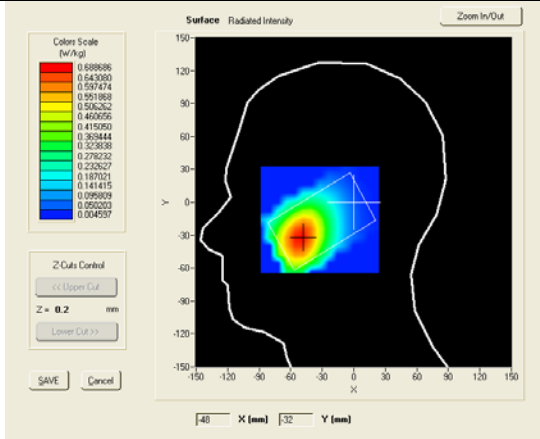 Surface Radiated Intensity
Zoom In/Out
Colors Scale
(W/kg)
0.688686
0.643080
0.597474
0.551868
0.506262
0.460656
0.415050
0.369444
0.323838
0.278232
0.232627
0.187021
0.141415
0.095809
0.050203
0.004597
Z-Cuts Control
<< Upper Cut
Z = 0.2 mm
Lower Cut >>
SAVE Cancel
150
120
90
60
30
0
-30
-60
-90
-120
-150
Y
-150 -120 -90 -60 -30 0 30 60 90 120 150
X
-48 X (mm) -32 Y (mm)